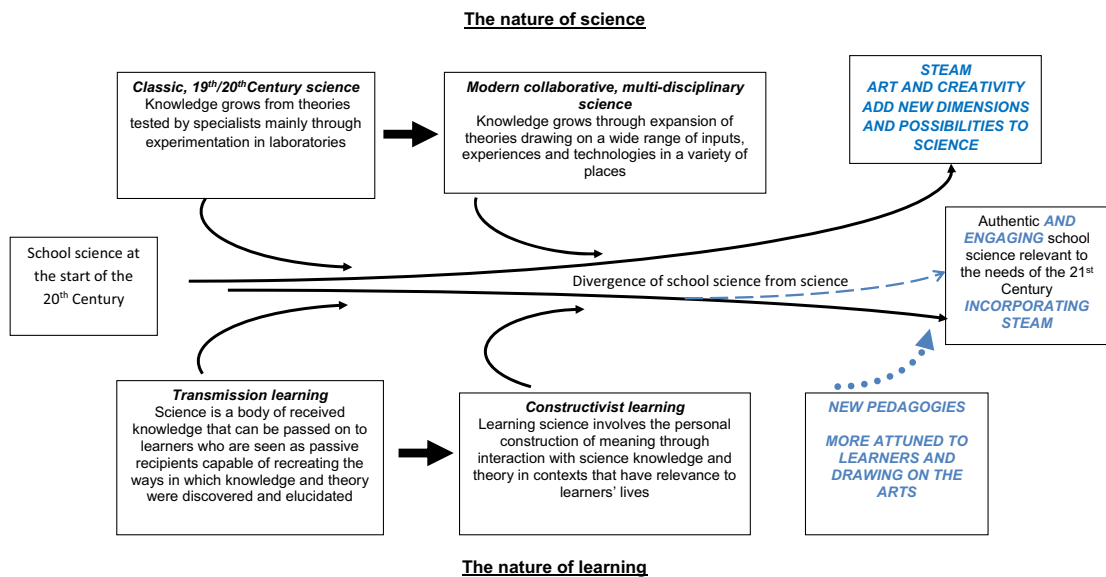 The nature of science
Classic, 19th/20thCentury science
Knowledge grows from theories
tested by specialists mainly through
experimentation in laboratories
Modern collaborative, multi-disciplinary
science
Knowledge grows through expansion of
theories drawing on a wide range of inputs,
experiences and technologies in a variety of
places
STEAM
ART AND CREATIVITY
ADD NEW DIMENSIONS
AND POSSIBILITIES TO
SCIENCE
School science at
the start of the
20th Century
Divergence of school science from science
Authentic AND
ENGAGING school
science relevant to
the needs of the 21st
Century
INCORPORATING
STEAM
Transmission learning
Science is a body of received
knowledge that can be passed on to
learners who are seen as passive
recipients capable of recreating the
ways in which knowledge and theory
were discovered and elucidated
Constructivist learning
Learning science involves the personal
construction of meaning through
interaction with science knowledge and
theory in contexts that have relevance to
learners' lives
NEW PEDAGOGIES
MORE ATTUNED TO
LEARNERS AND
DRAWING ON THE
ARTS
The nature of learning